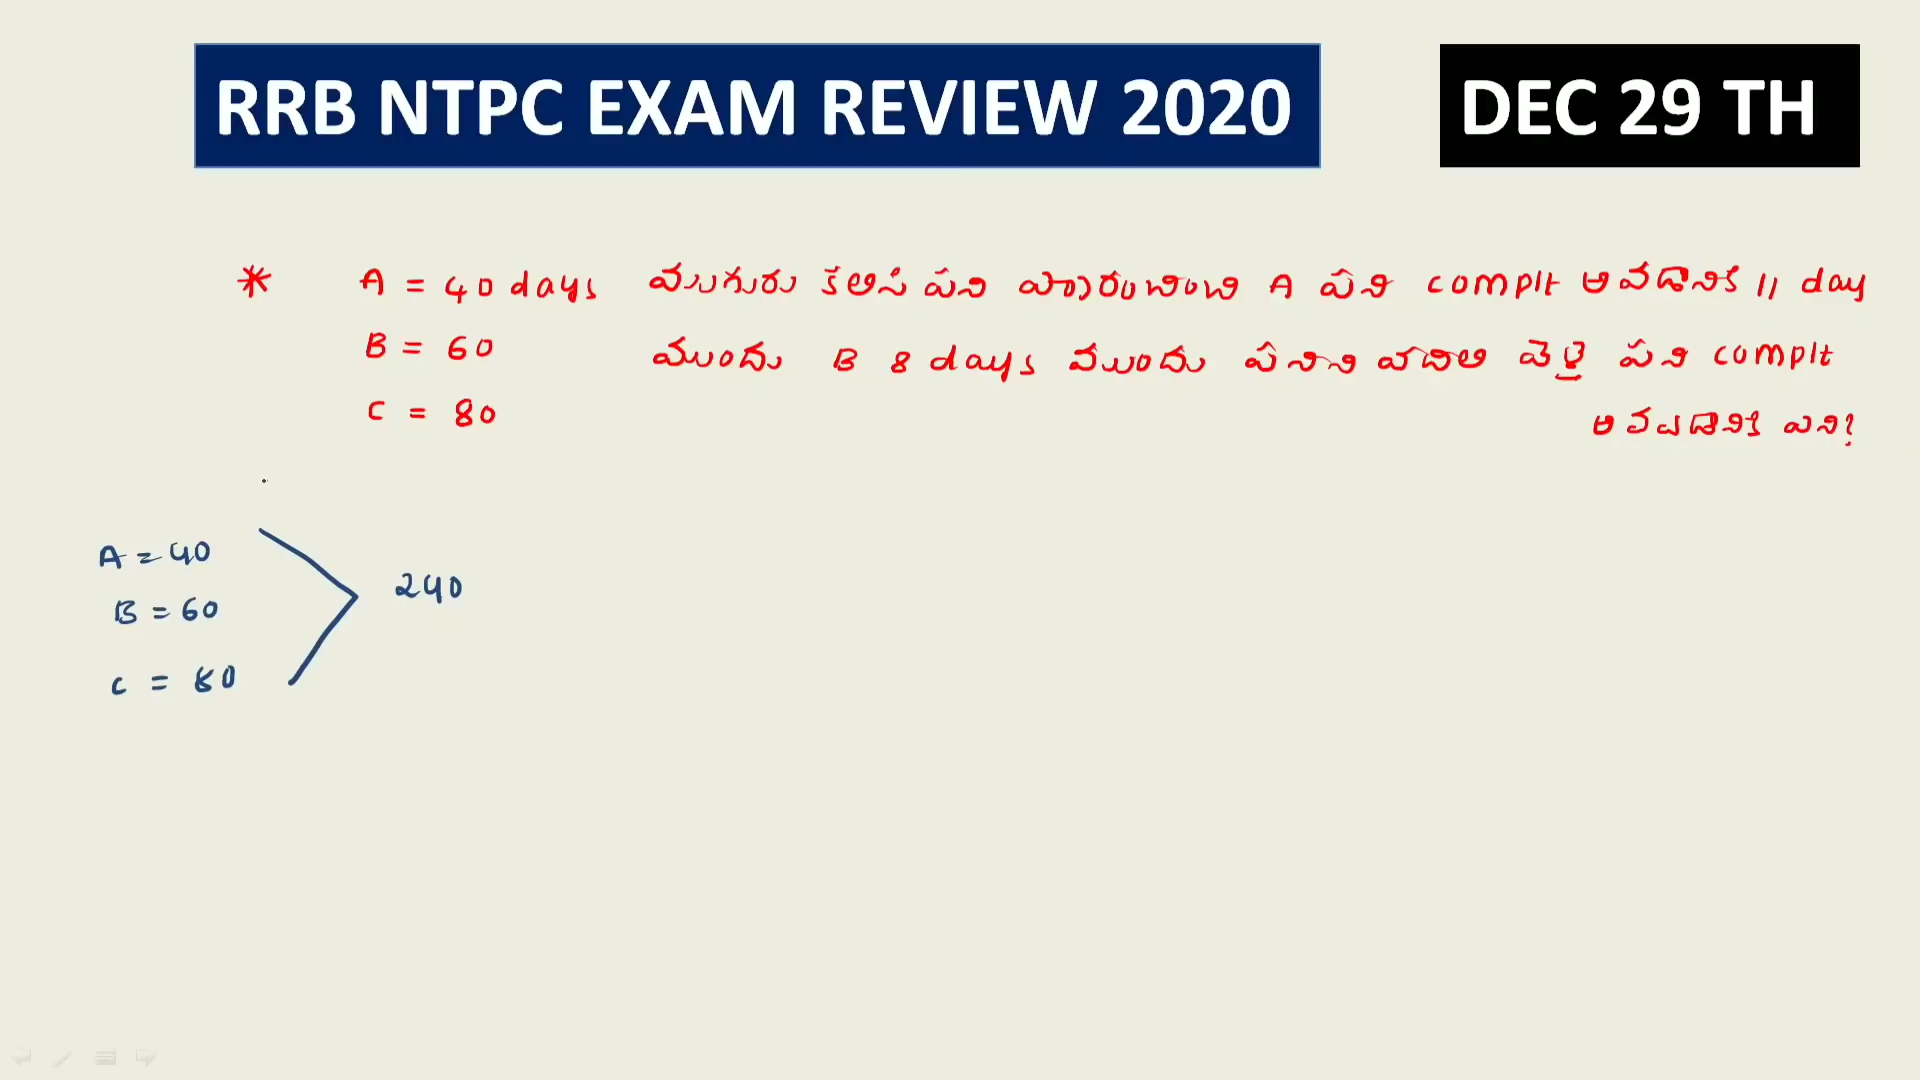 RRB NTPC EXAM REVIEW 2020
DEC 29 TH
* A = 40 days ముగురు కలిసి పని ప్రారంచించి A పని complt అవడానికి 11 day
B = 60 ముందు B 8 days ముందు పనిని వదిలి వెళ్లె పని complt
C = 80 అవవడానికి ఎని?
A = 40
B = 60
C = 80
240